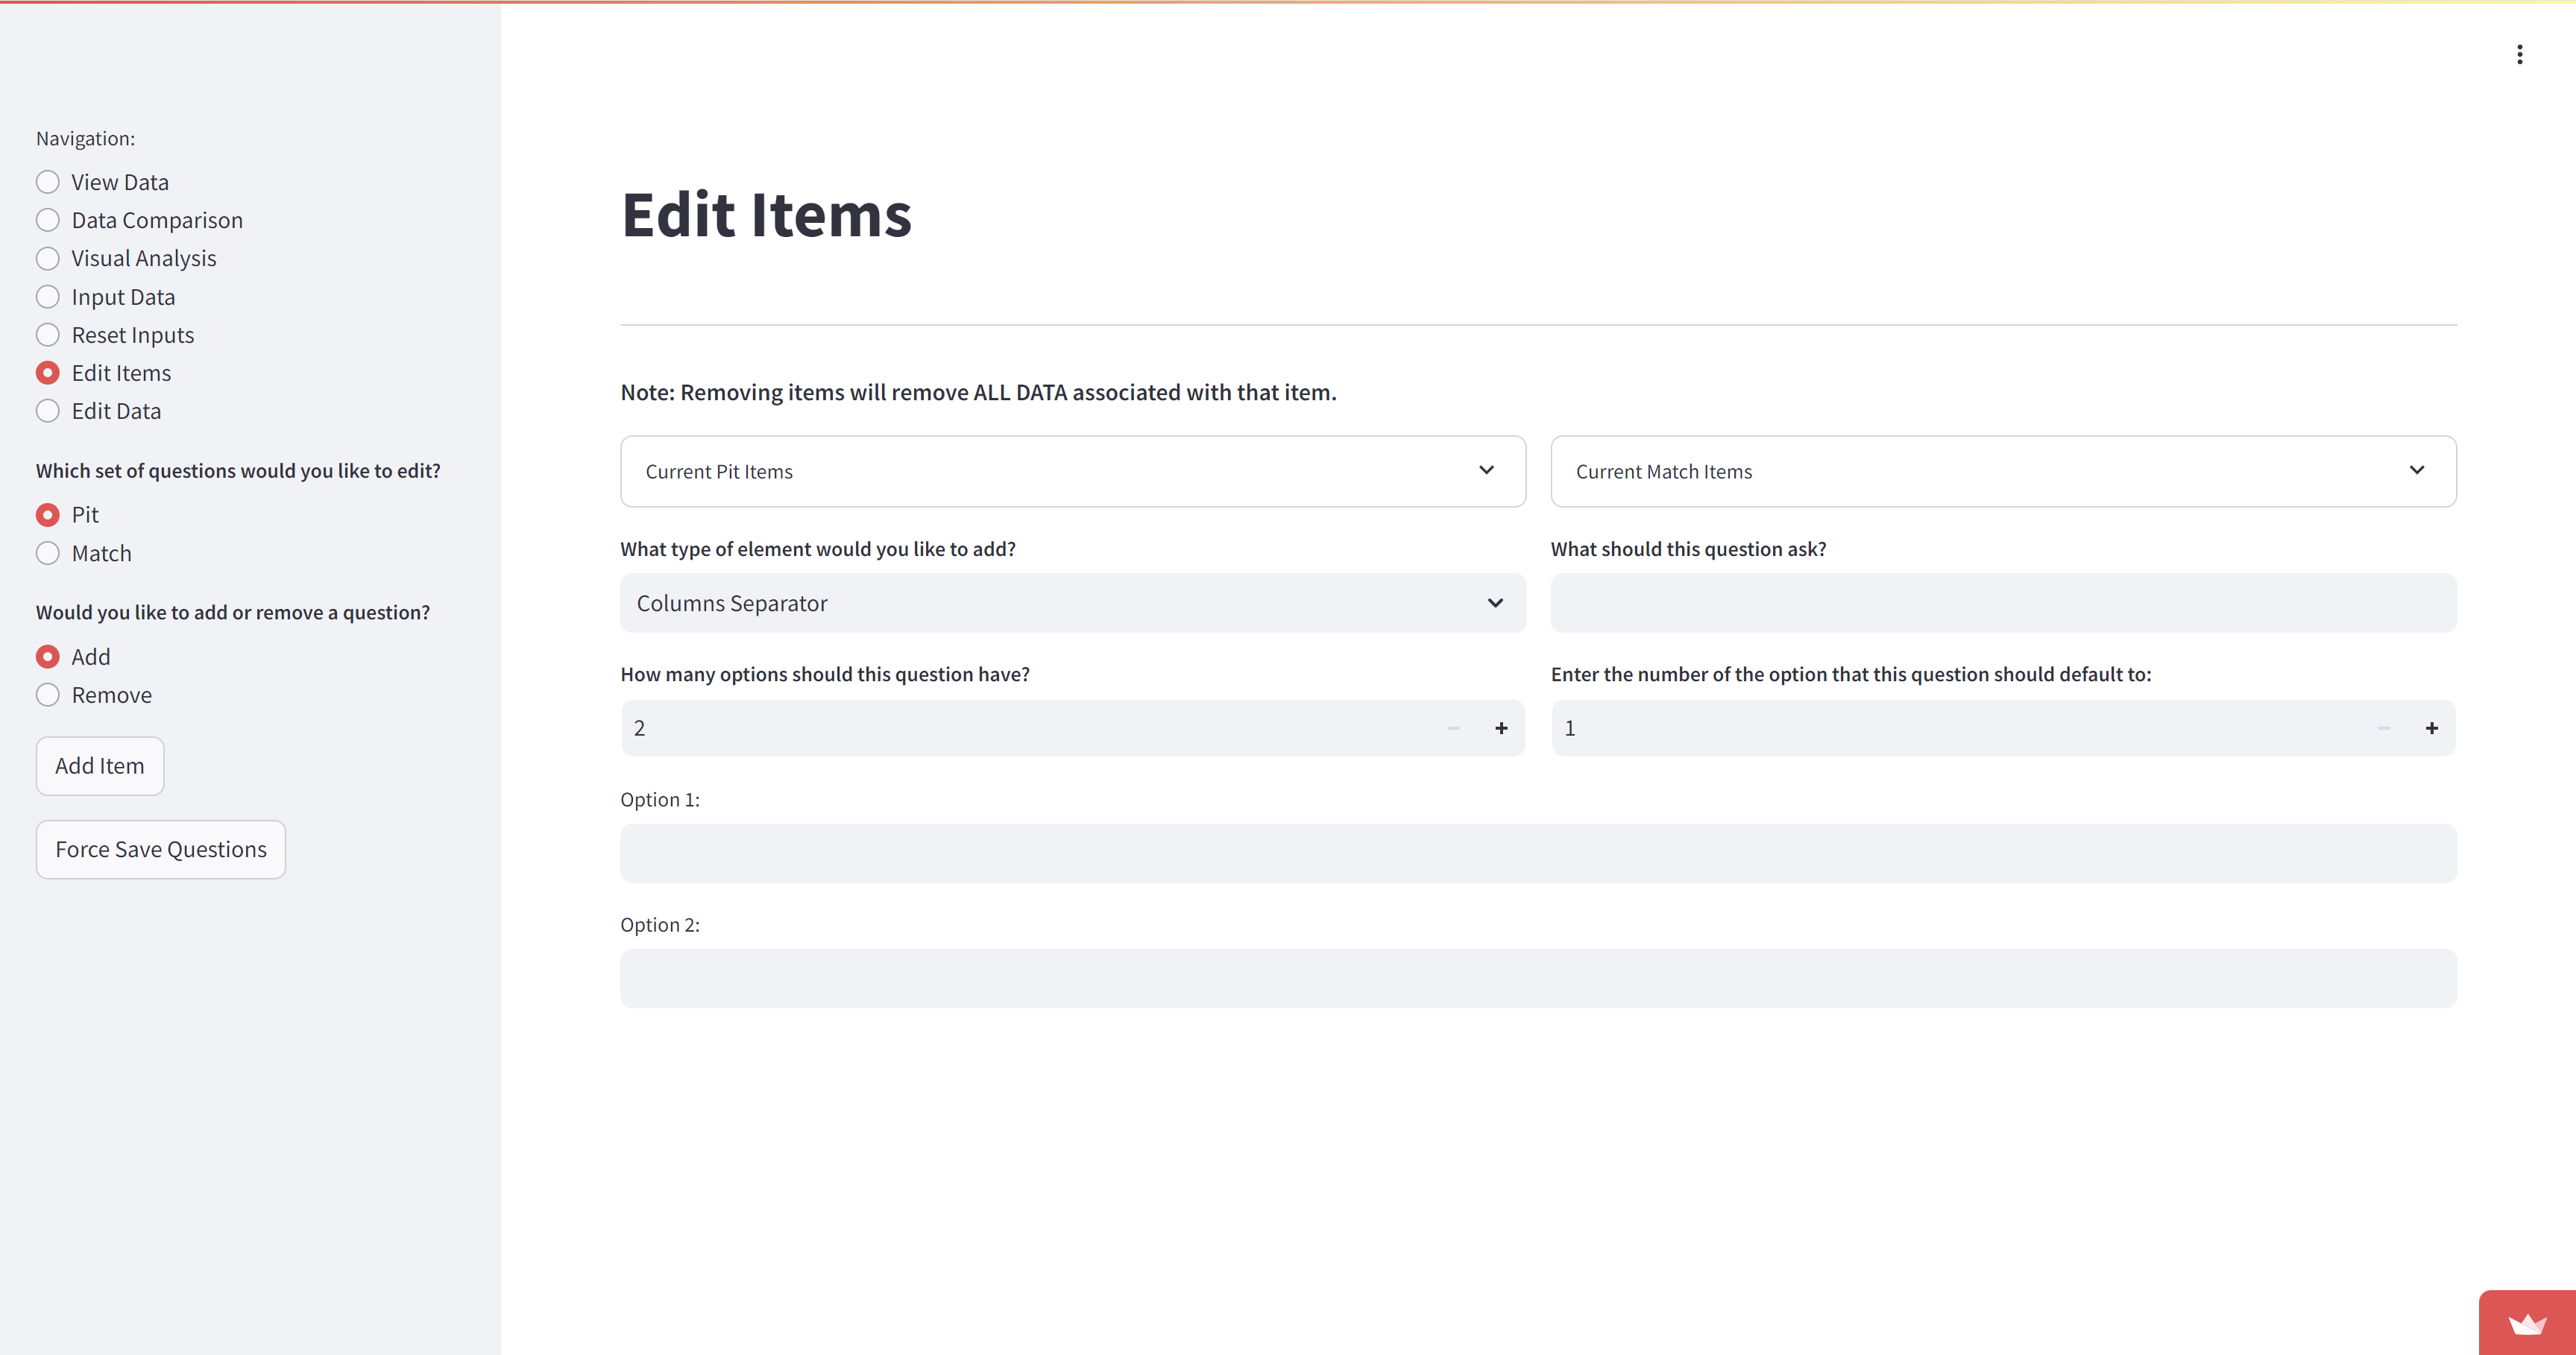 Navigation:
View Data
Data Comparison
Visual Analysis
Input Data
Reset Inputs
Edit Items
Edit Data
Which set of questions would you like to edit?
Pit
Match
Would you like to add or remove a question?
Add
Remove
Add Item
Force Save Questions
Edit Items
Note: Removing items will remove ALL DATA associated with that item.
Current Pit Items
Current Match Items
What type of element would you like to add?
Columns Separator
What should this question ask?
How many options should this question have?
2
Enter the number of the option that this question should default to:
1
Option 1:
Option 2: